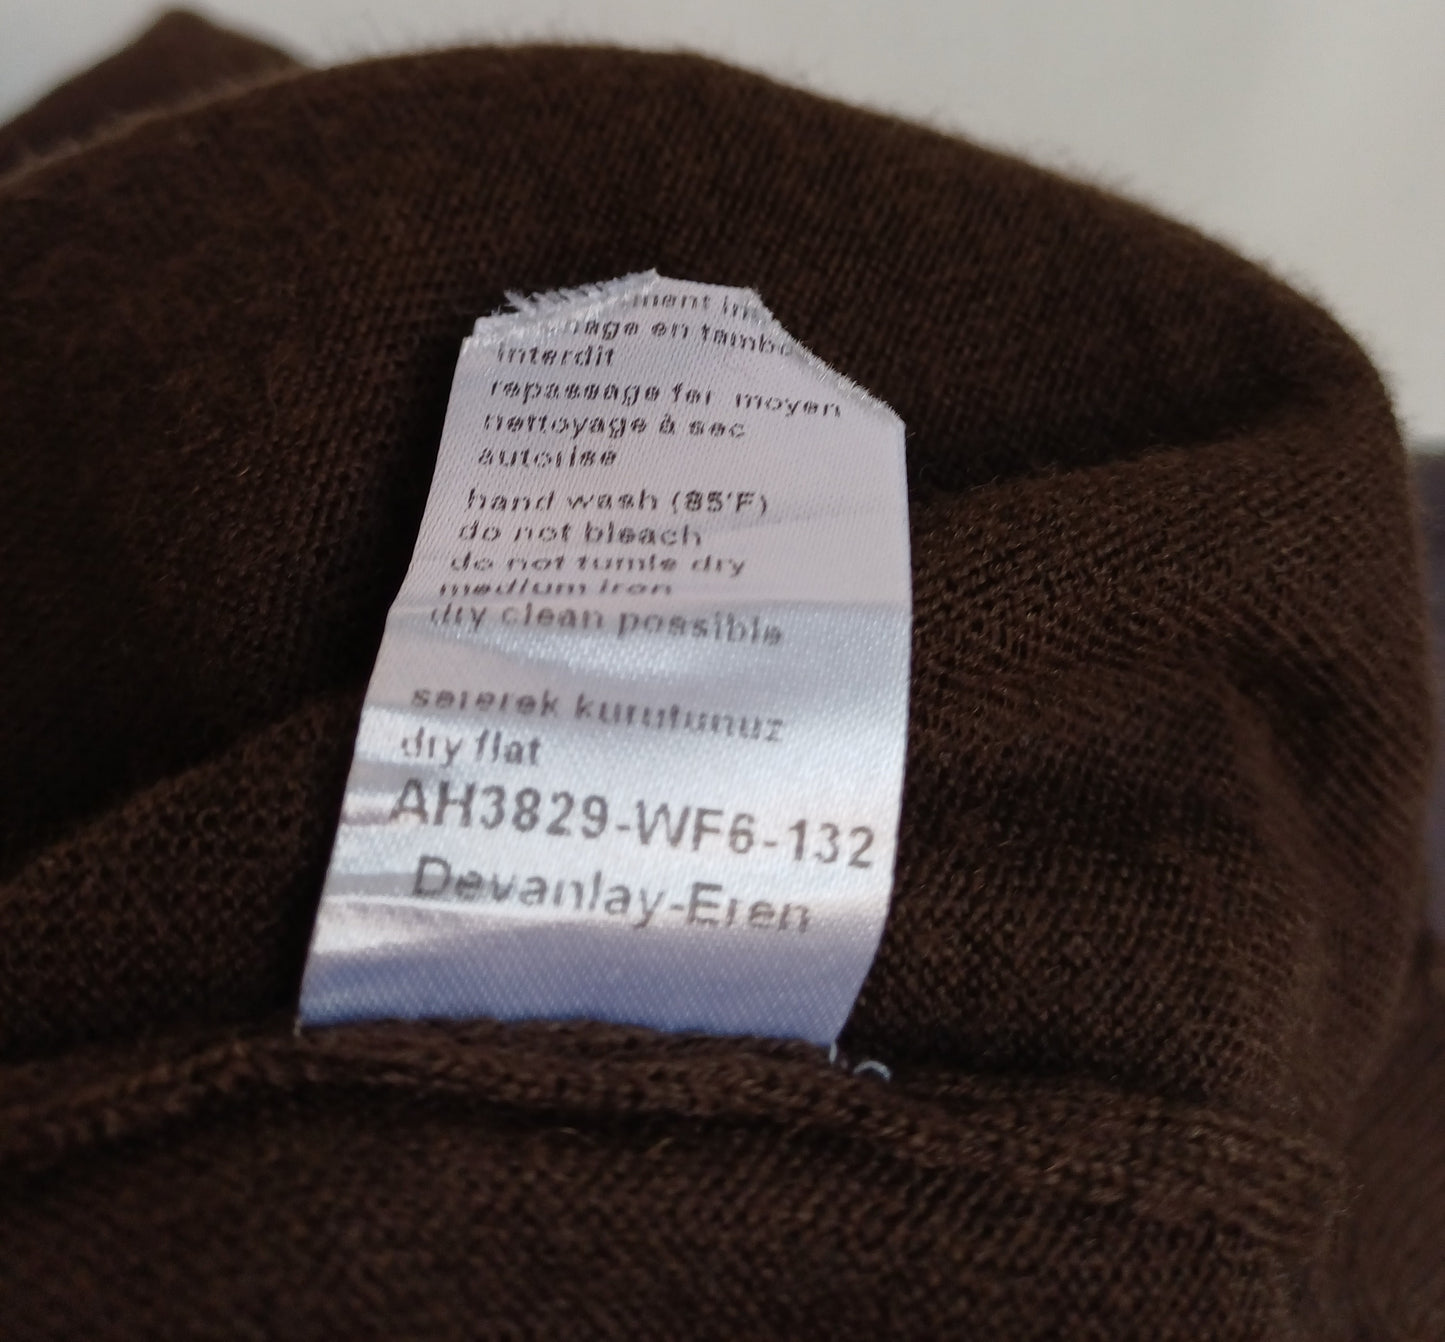 interdit
repassage fer moyen
nettoyage à sec
autorise
hand wash (85'F)
do not bleach
do not tumle dry
medium iron
dry clean possible
sererek kurutunuz
dry flat
AH3829-WF6-132
Devanlay-Eren